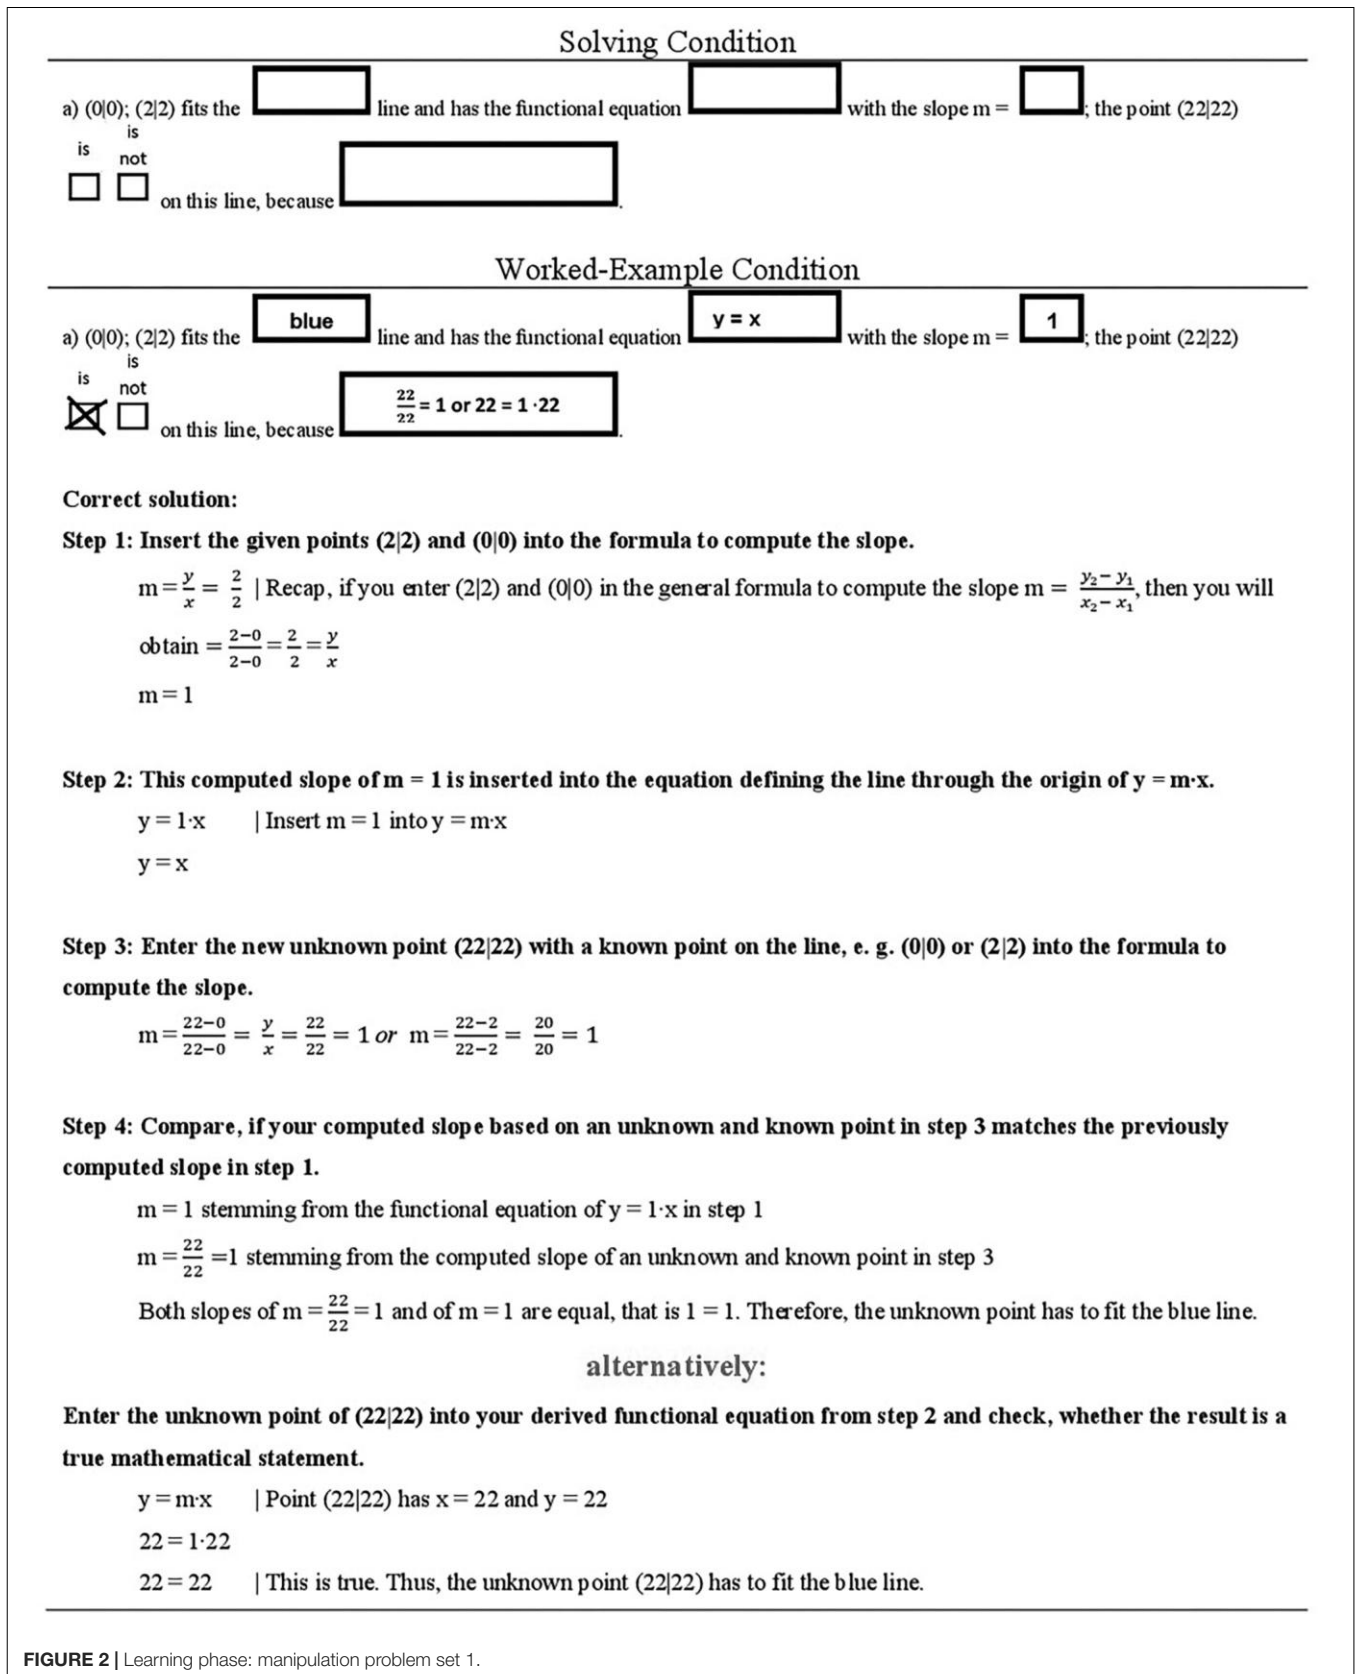 Solving Condition
a) (0|0); (2|2) fits the line and has the functional equation with the slope m = ; the point (22|22)
is is not
on this line, because .
Worked-Example Condition
a) (0|0); (2|2) fits the blue line and has the functional equation y = x with the slope m = 1 ; the point (22|22)
is is not
on this line, because 22/22 = 1 or 22 = 1·22 .
Correct solution:
Step 1: Insert the given points (2|2) and (0|0) into the formula to compute the slope.
m = y/x = 2/2 | Recap, if you enter (2|2) and (0|0) in the general formula to compute the slope m = y₂− y₁/x₂− x₁, then you will
obtain = 2−0/2−0 = 2/2 = y/x
m = 1
Step 2: This computed slope of m = 1 is inserted into the equation defining the line through the origin of y = m·x.
y = 1·x | Insert m = 1 into y = m·x
y = x
Step 3: Enter the new unknown point (22|22) with a known point on the line, e. g. (0|0) or (2|2) into the formula to
compute the slope.
m = 22−0/22−0 = y/x = 22/22 = 1 or m = 22−2/22−2 = 20/20 = 1
Step 4: Compare, if your computed slope based on an unknown and known point in step 3 matches the previously
computed slope in step 1.
m = 1 stemming from the functional equation of y = 1·x in step 1
m = 22/22 =1 stemming from the computed slope of an unknown and known point in step 3
Both slopes of m = 22/22 = 1 and of m = 1 are equal, that is 1 = 1. Therefore, the unknown point has to fit the blue line.
alternatively:
Enter the unknown point of (22|22) into your derived functional equation from step 2 and check, whether the result is a
true mathematical statement.
y = m·x | Point (22|22) has x = 22 and y = 22
22 = 1·22
22 = 22 | This is true. Thus, the unknown point (22|22) has to fit the blue line.
FIGURE 2 | Learning phase: manipulation problem set 1.